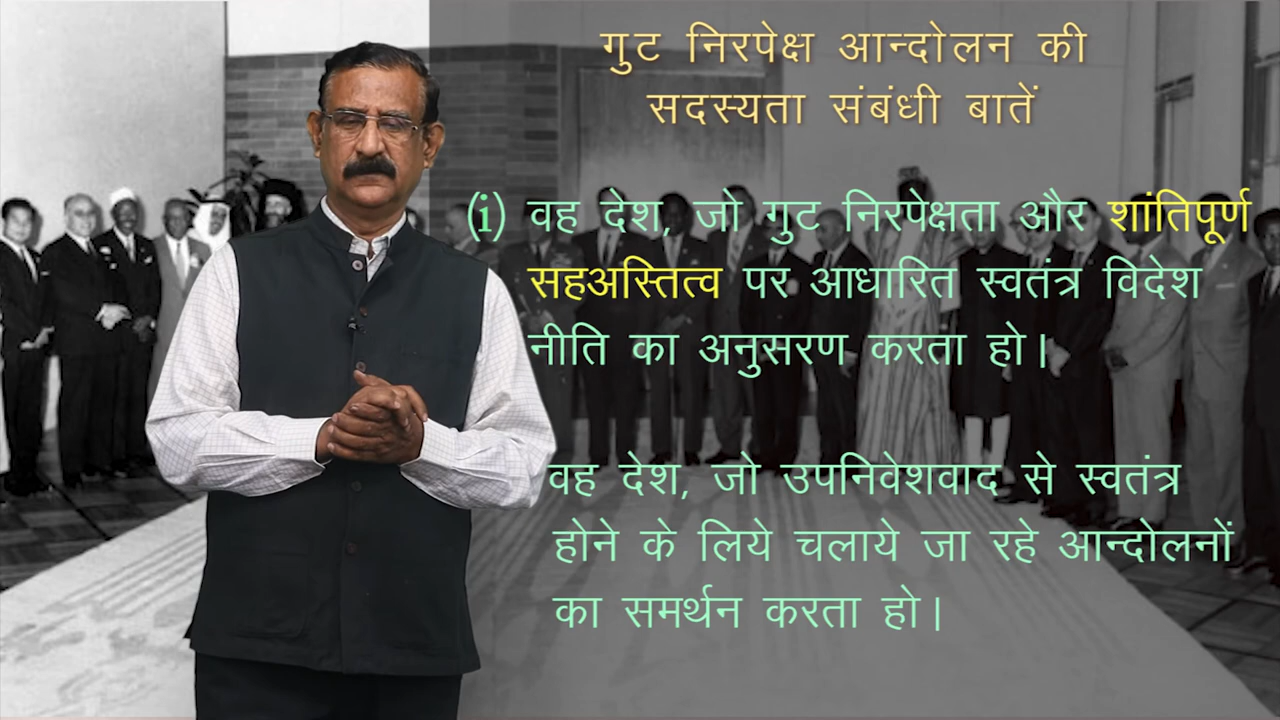 गुट निरपेक्ष आन्दोलन की
सदस्यता संबंधी बातें
(i) वह देश, जो गुट निरपेक्षता और शांतिपूर्ण
सहअस्तित्व पर आधारित स्वतंत्र विदेश
नीति का अनुसरण करता हो।
वह देश, जो उपनिवेशवाद से स्वतंत्र
होने के लिये चलाये जा रहे आन्दोलनों
का समर्थन करता हो।